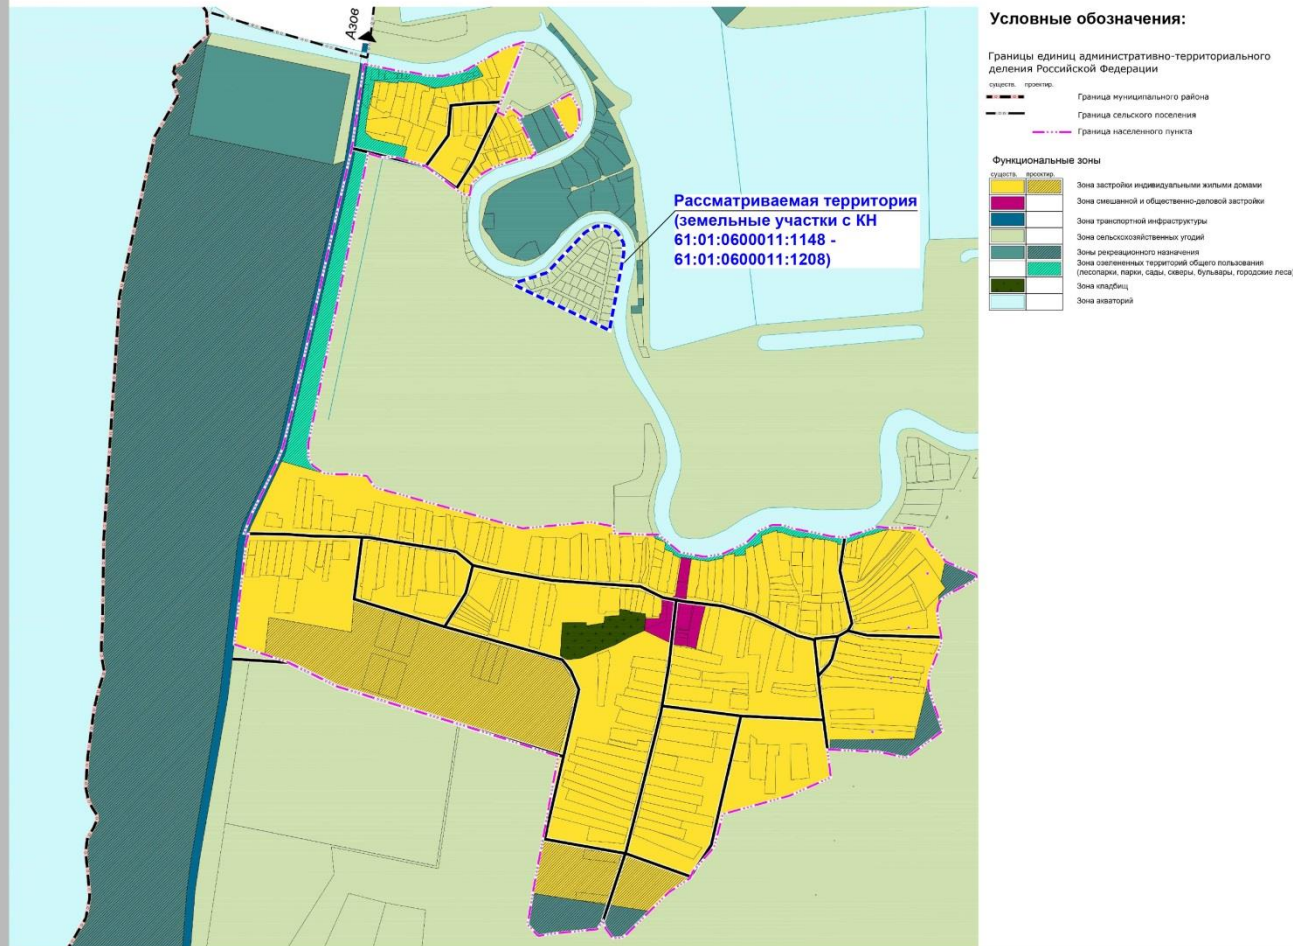 Азов
Рассматриваемая территория
(земельные участки с КН
61:01:0600011:1148 -
61:01:0600011:1208)
Условные обозначения:
Границы единиц административно-территориального
деления Российской Федерации
существ. проектир.
Граница муниципального района
Граница сельского поселения
Граница населенного пункта
Функциональные зоны
существ. проектир.
Зона застройки индивидуальными жилыми домами
Зона смешанной и общественно-деловой застройки
Зона транспортной инфраструктуры
Зона сельскохозяйственных угодий
Зоны рекреационного назначения
Зона озелененных территорий общего пользования
(лесопарки, парки, сады, скверы, бульвары, городские леса)
Зона кладбищ
Зона акваторий